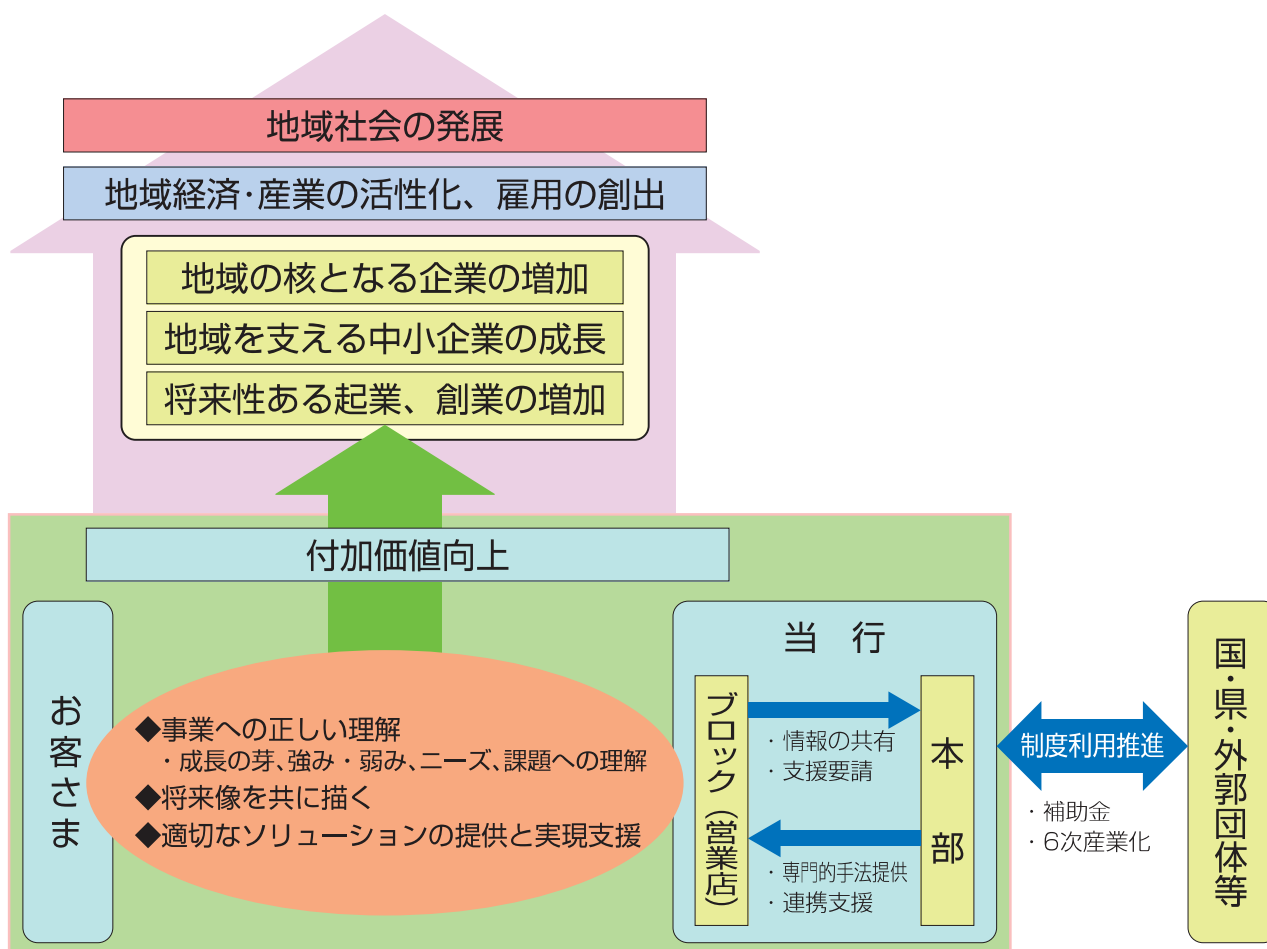 地域社会の発展
地域経済・産業の活性化、雇用の創出
地域の核となる企業の増加
地域を支える中小企業の成長
将来性ある起業、創業の増加
付加価値向上
お客さま
◆事業への正しい理解
・成長の芽、強み・弱み、ニーズ、課題への理解
◆将来像を共に描く
◆適切なソリューションの提供と実現支援
当　行
ブロック（営業店）
・情報の共有
・支援要請
・専門的手法提供
・連携支援
本部
制度利用推進
・補助金
・6次産業化
国・県・外郭団体等